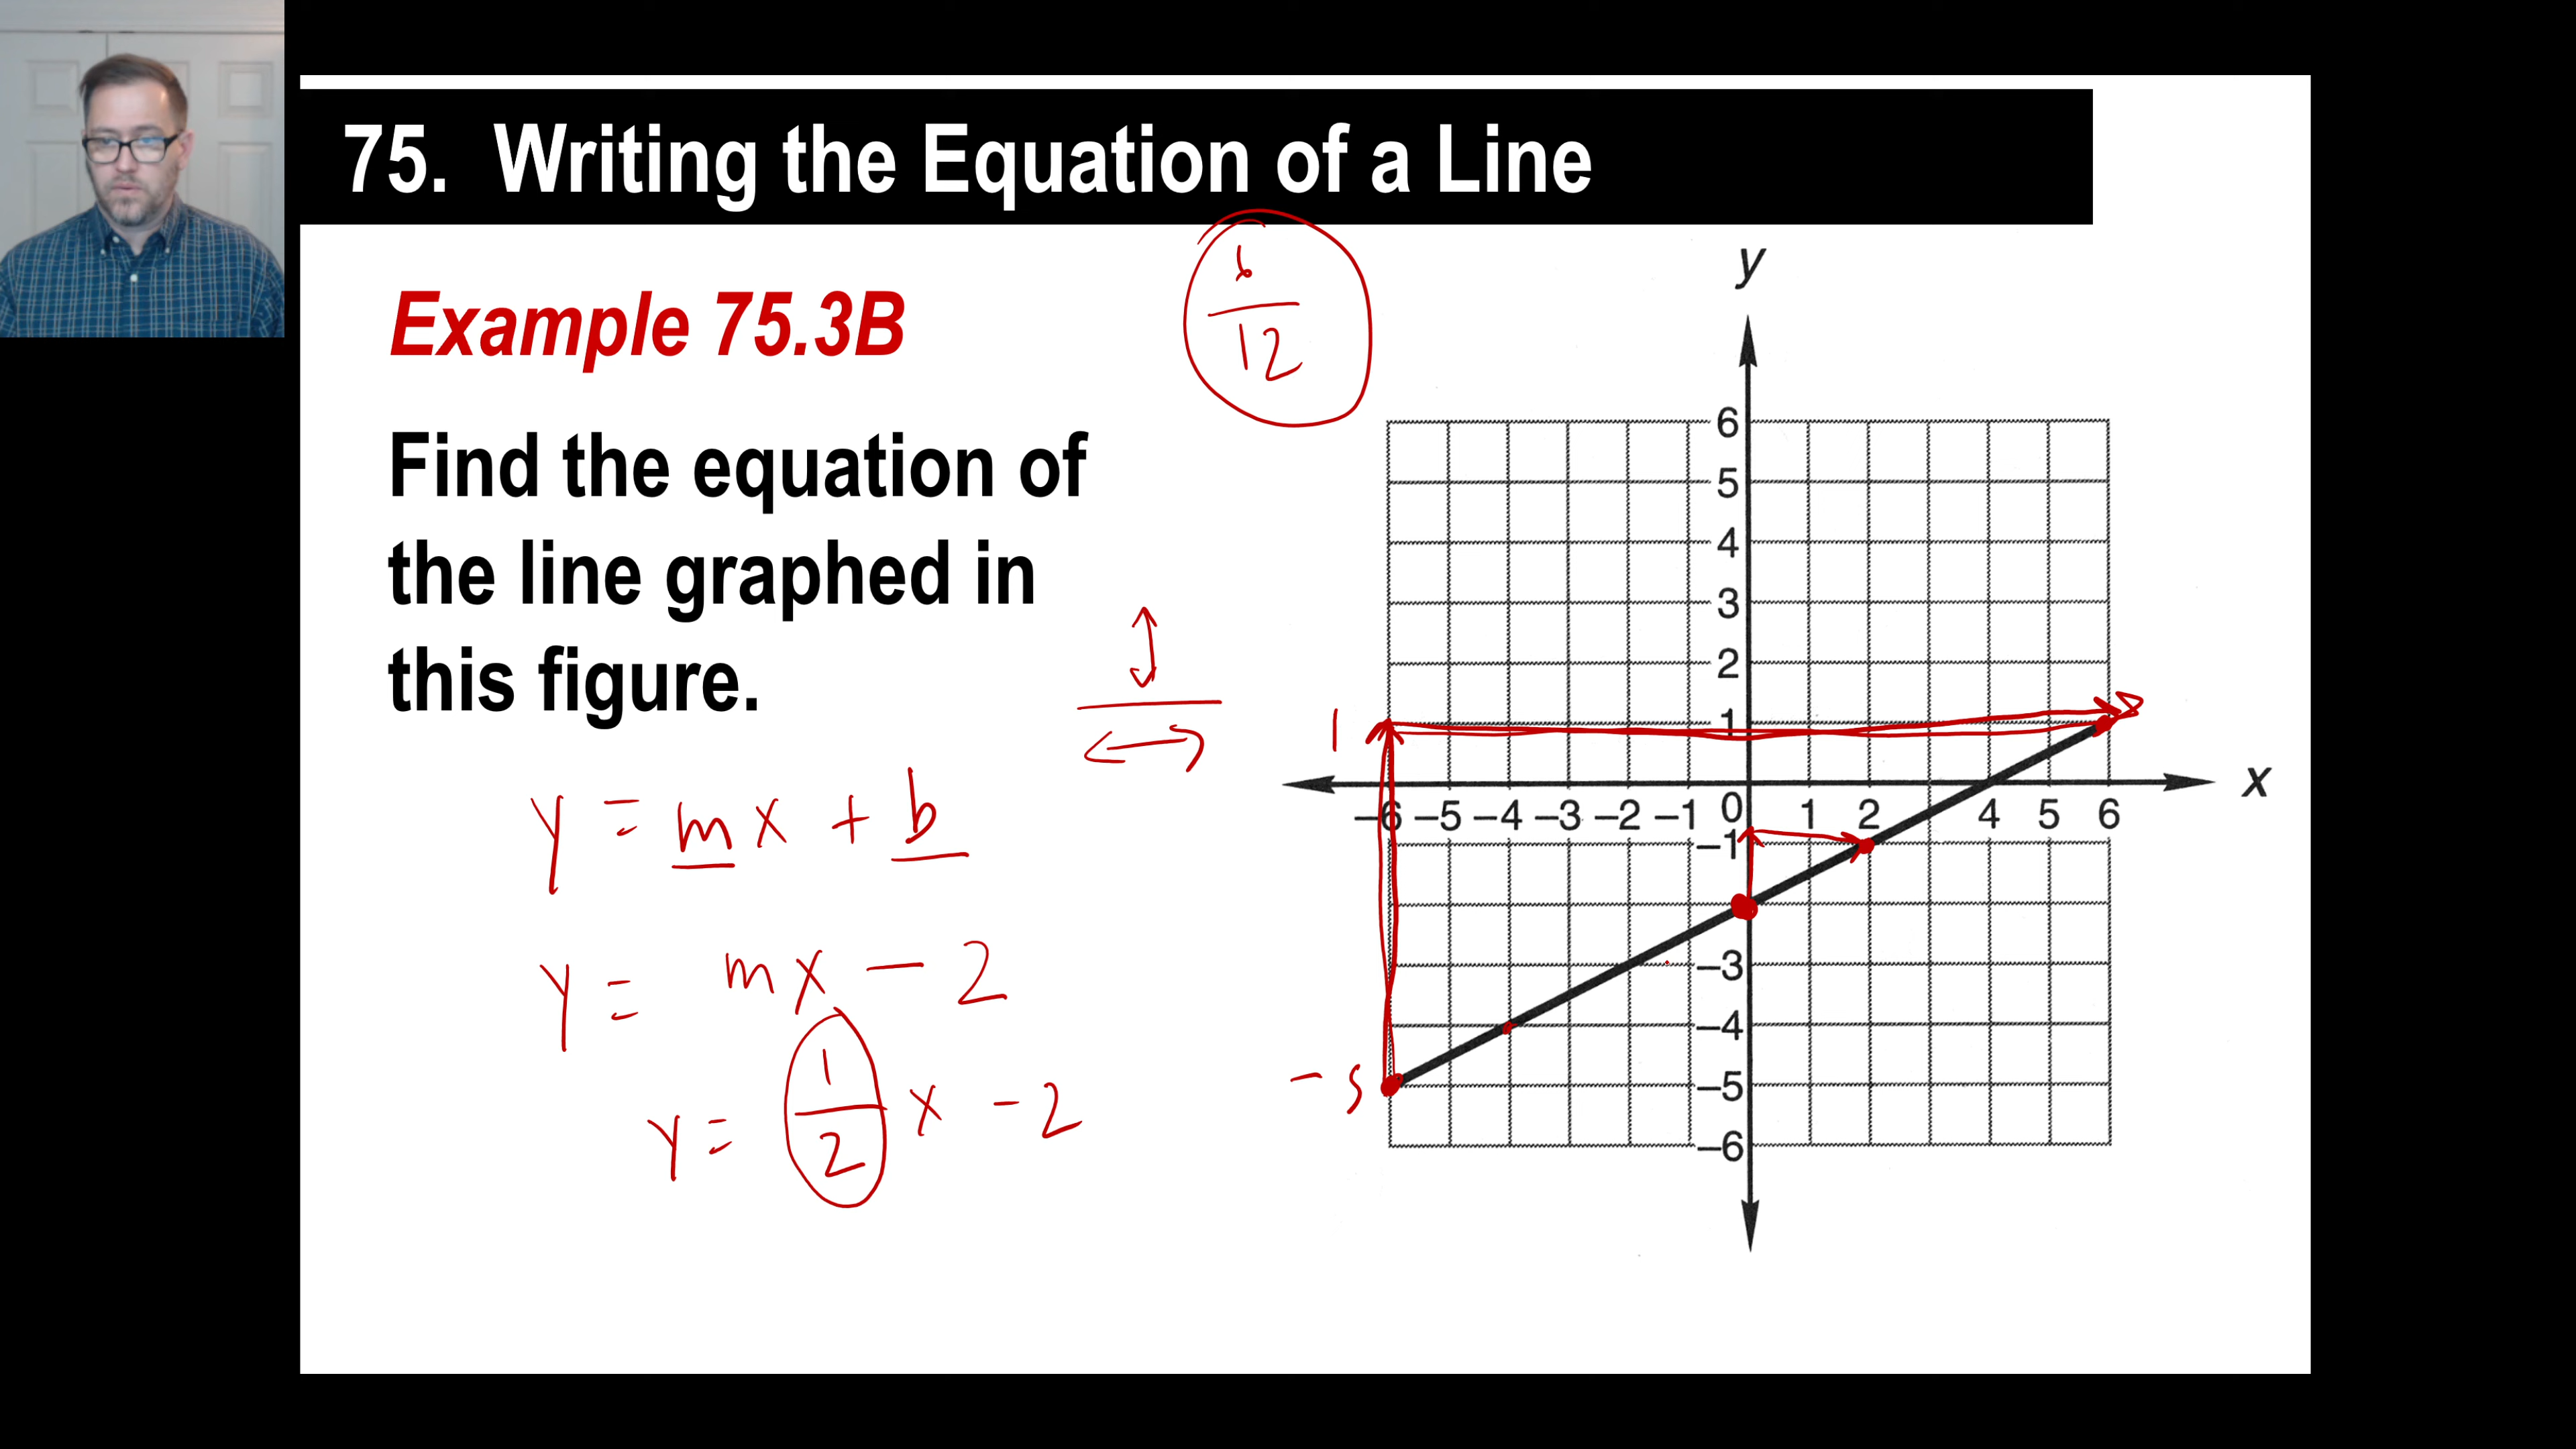 75. Writing the Equation of a Line
Example 75.3B
6
12
Find the equation of
the line graphed in
this figure.
y = mx + b
y = mx - 2
y = 1/2 x - 2
y
6
5
4
3
2
1
1
x
−6 −5 −4 −3 −2 −1 0 1 2 4 5 6
−1
−3
−4
−5
-5
−6